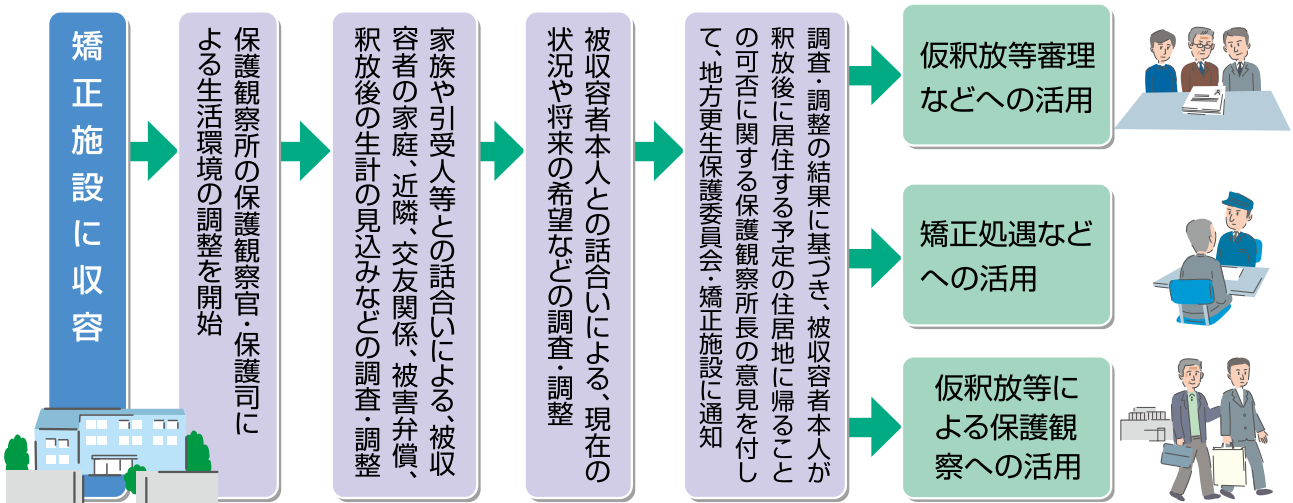 矯正施設に収容
保護観察所の保護観察官・保護司に
よる生活環境の調整を開始
家族や引受人等との話合いによる、被収
容者の家庭、近隣、交友関係、被害弁償、
釈放後の生計の見込みなどの調査・調整
被収容者本人との話合いによる、現在の
状況や将来の希望などの調査・調整
調査・調整の結果に基づき、被収容者本人が
釈放後に居住する予定の住居地に帰ること
の可否に関する保護観察所長の意見を付し
て、地方更生保護委員会・矯正施設に通知
仮釈放等審理
などへの活用
矯正処遇など
への活用
仮釈放等に
よる保護観
察への活用